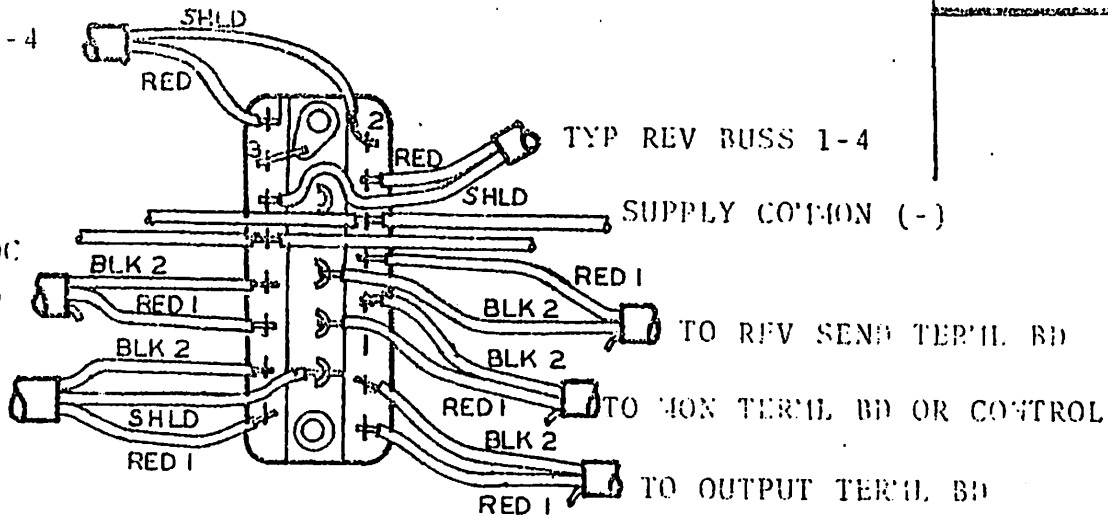 SHLD
-4
RED
2
3
RED
TYP REV BUSS 1-4
SHLD
SUPPLY COMMON (-)
BLK 2
RED 1
RED 1
BLK 2
TO REV SEND TERM'L BD
BLK 2
1
BLK 2
SHLD
RED 1
RED 1
TO MON TERM'L BD OR CONTROL
BLK 2
RED 1
TO OUTPUT TERM'L BD